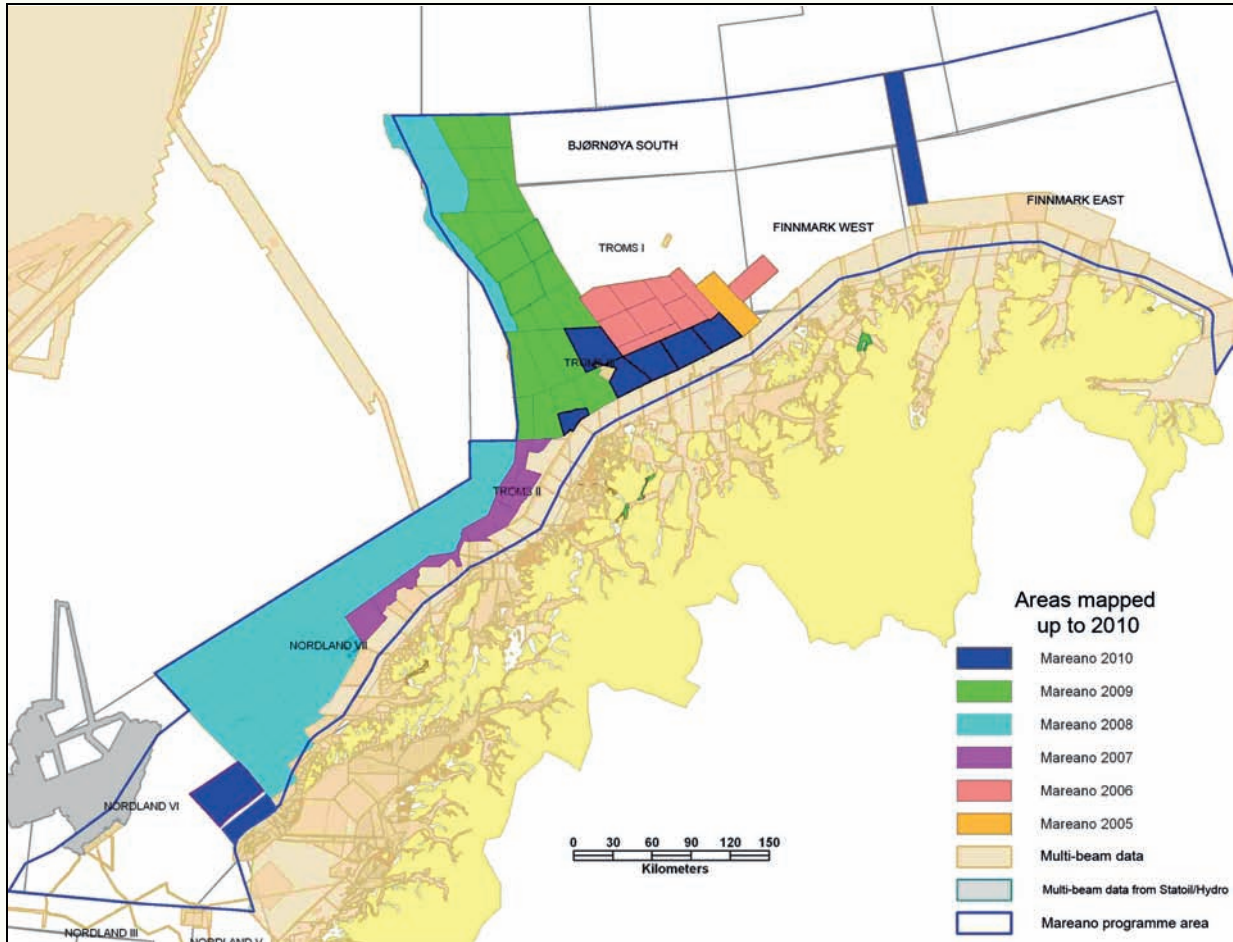 BJØRNØYA SOUTH
FINNMARK EAST
FINNMARK WEST
TROMS I
TROMS II
NORDLAND VII
NORDLAND VI
NORDLAND III
NORDLAND V
Areas mapped
up to 2010
Mareano 2010
Mareano 2009
Mareano 2008
Mareano 2007
Mareano 2006
Mareano 2005
Multi-beam data
Multi-beam data from Statoil/Hydro
Mareano programme area
0 30 60 90 120 150
Kilometers